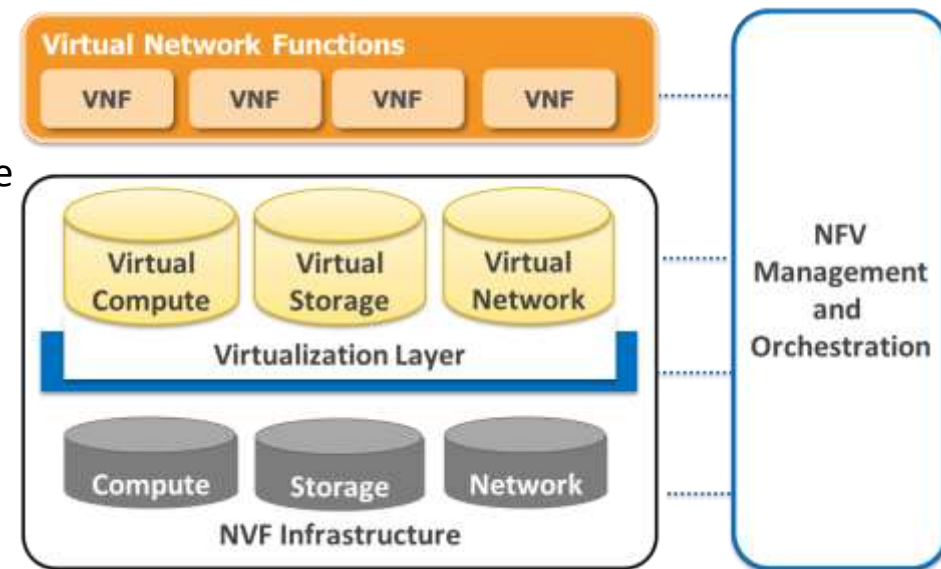 Virtual Network Functions
VNF VNF VNF VNF
e
Virtual
Compute
Virtual
Storage
Virtual
Network
Virtualization Layer
Compute Storage Network
NVF Infrastructure
NFV
Management
and
Orchestration